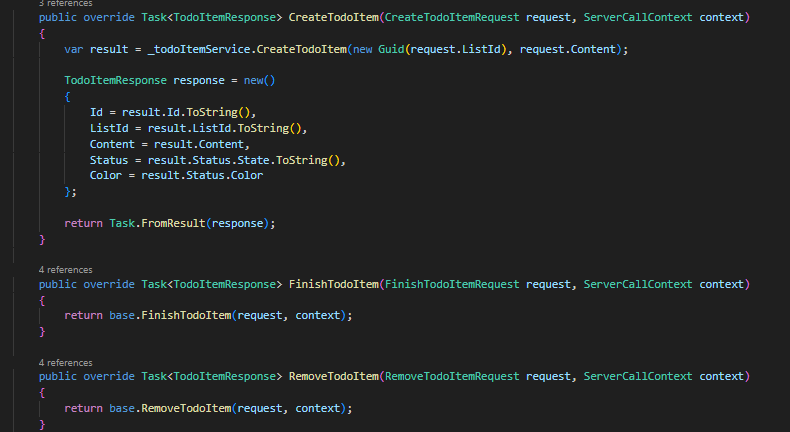 3 references
public override Task<TodoItemResponse> CreateTodoItem(CreateTodoItemRequest request, ServerCallContext context)
{
var result = _todoItemService.CreateTodoItem(new Guid(request.ListId), request.Content);
TodoItemResponse response = new()
{
Id = result.Id.ToString(),
ListId = result.ListId.ToString(),
Content = result.Content,
Status = result.Status.State.ToString(),
Color = result.Status.Color
};
return Task.FromResult(response);
}
4 references
public override Task<TodoItemResponse> FinishTodoItem(FinishTodoItemRequest request, ServerCallContext context)
{
return base.FinishTodoItem(request, context);
}
4 references
public override Task<TodoItemResponse> RemoveTodoItem(RemoveTodoItemRequest request, ServerCallContext context)
{
return base.RemoveTodoItem(request, context);
}